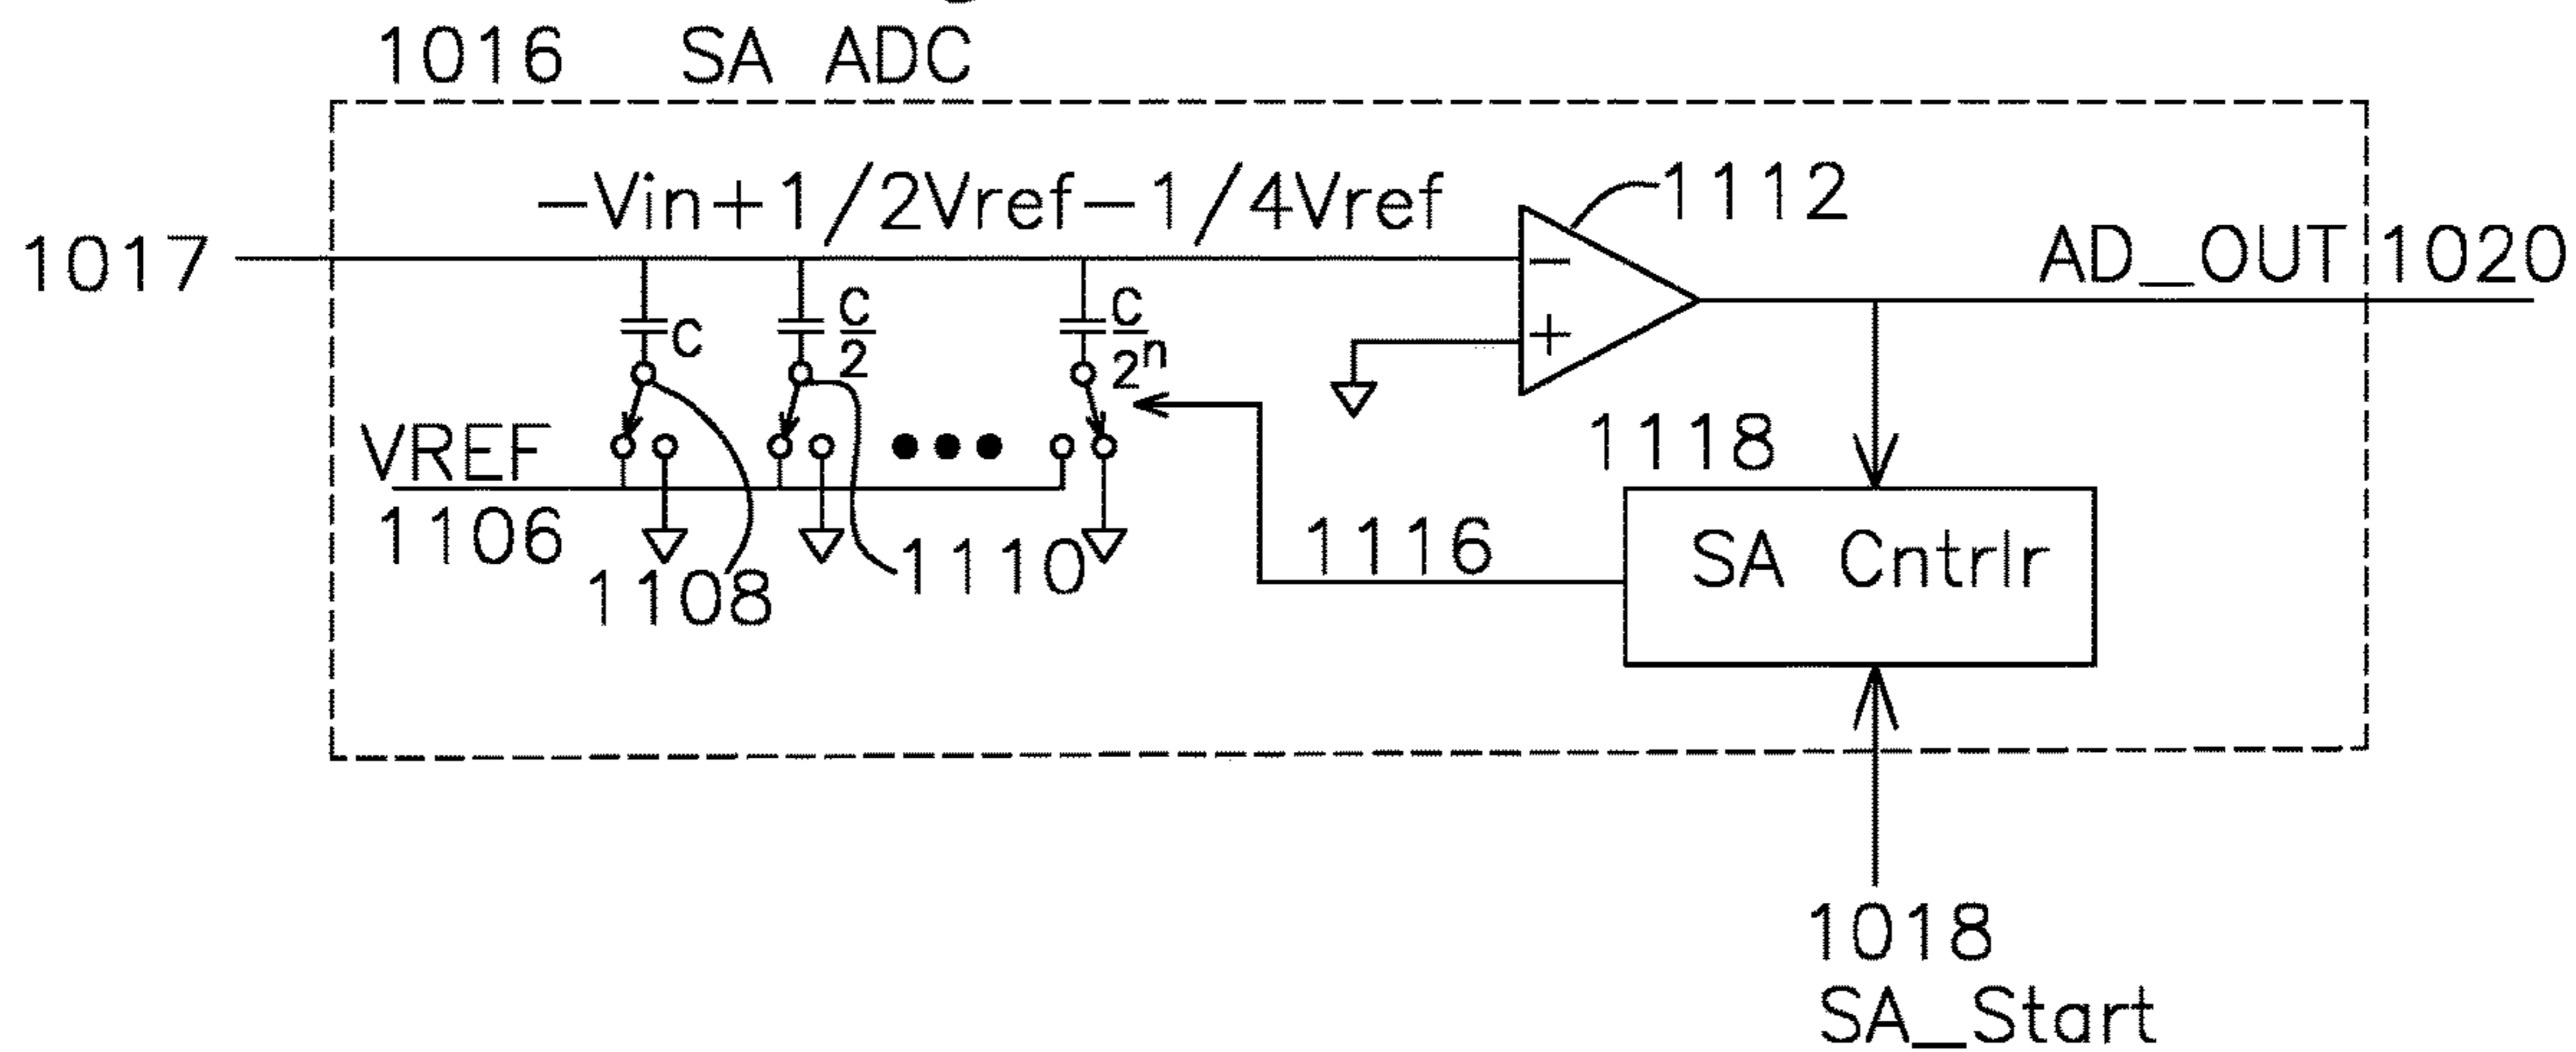 1016 SA ADC
-Vin+1/2Vref-1/4Vref
1112
1017
AD_OUT 1020
C
C
2
C
2n
-
+
VREF
1106
1108
1110
1116
1118
SA Cntrlr
1018
SA_Start